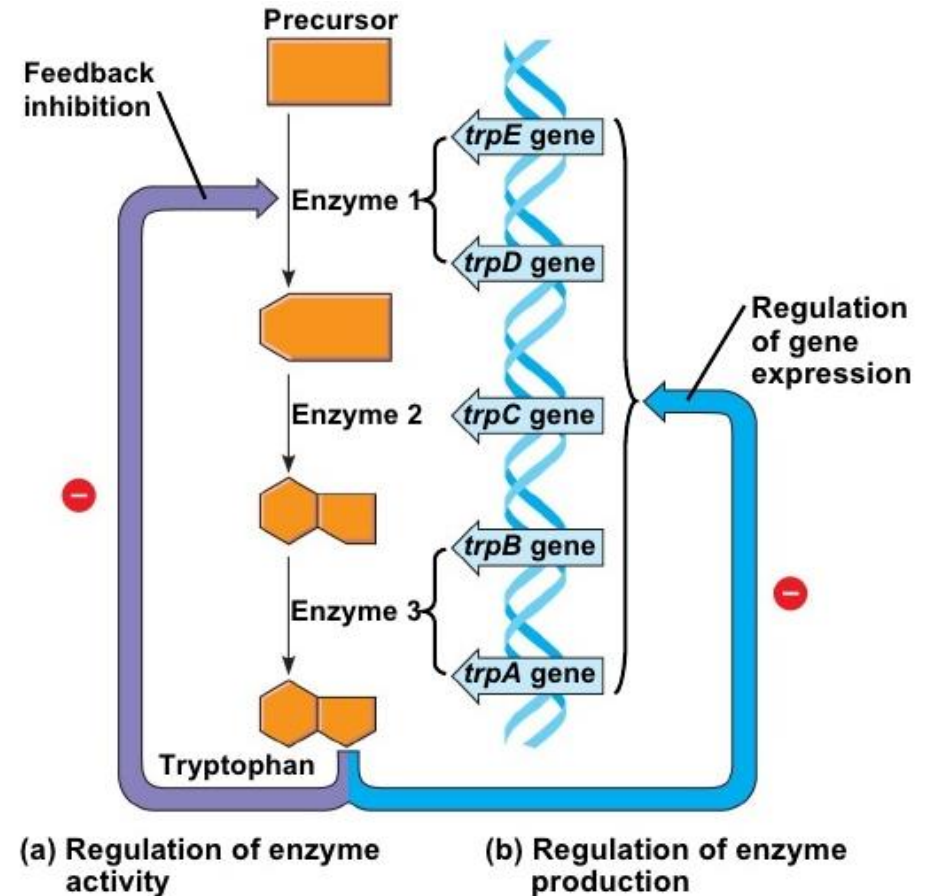 Precursor
Feedback
inhibition
trpE gene
Enzyme 1
trpD gene
Regulation
of gene
expression
Enzyme 2
trpC gene
−
trpB gene
−
Enzyme 3
trpA gene
Tryptophan
(a) Regulation of enzyme
activity
(b) Regulation of enzyme
production